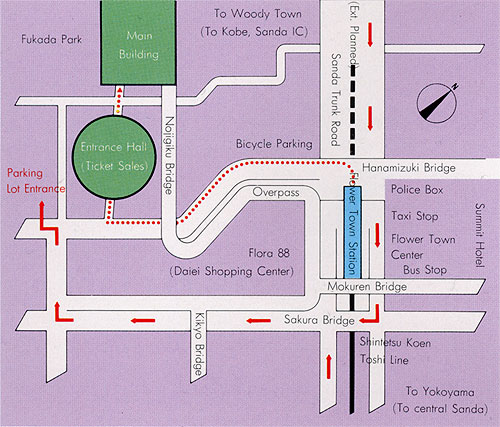 To Woody Town
(To Kobe, Sanda IC)
(Ext. Planned)
Fukada Park
Main
Building
Sanda Trunk Road
N
Nojigiku Bridge
Entrance Hall
(Ticket Sales)
Bicycle Parking
Hanamizuki Bridge
Parking
Lot Entrance
Overpass
Flower Town Station
Police Box
Taxi Stop
Flower Town
Center
Bus Stop
Summit Hotel
Flora 88
(Daiei Shopping Center)
Mokuren Bridge
Sakura Bridge
Kikyo Bridge
Shintetsu Koen
Toshi Line
To Yokoyama
(To central Sanda)